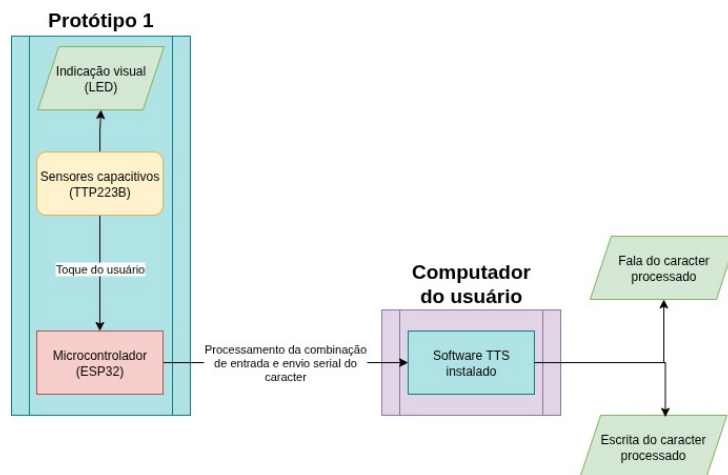 Protótipo 1
Indicação visual
(LED)
Sensores capacitivos
(TTP223B)
Toque do usuário
Microcontrolador
(ESP32)
Processamento da combinação
de entrada e envio serial do
caracter
Computador
do usuário
Software TTS
instalado
Fala do caracter
processado
Escrita do caracter
processado